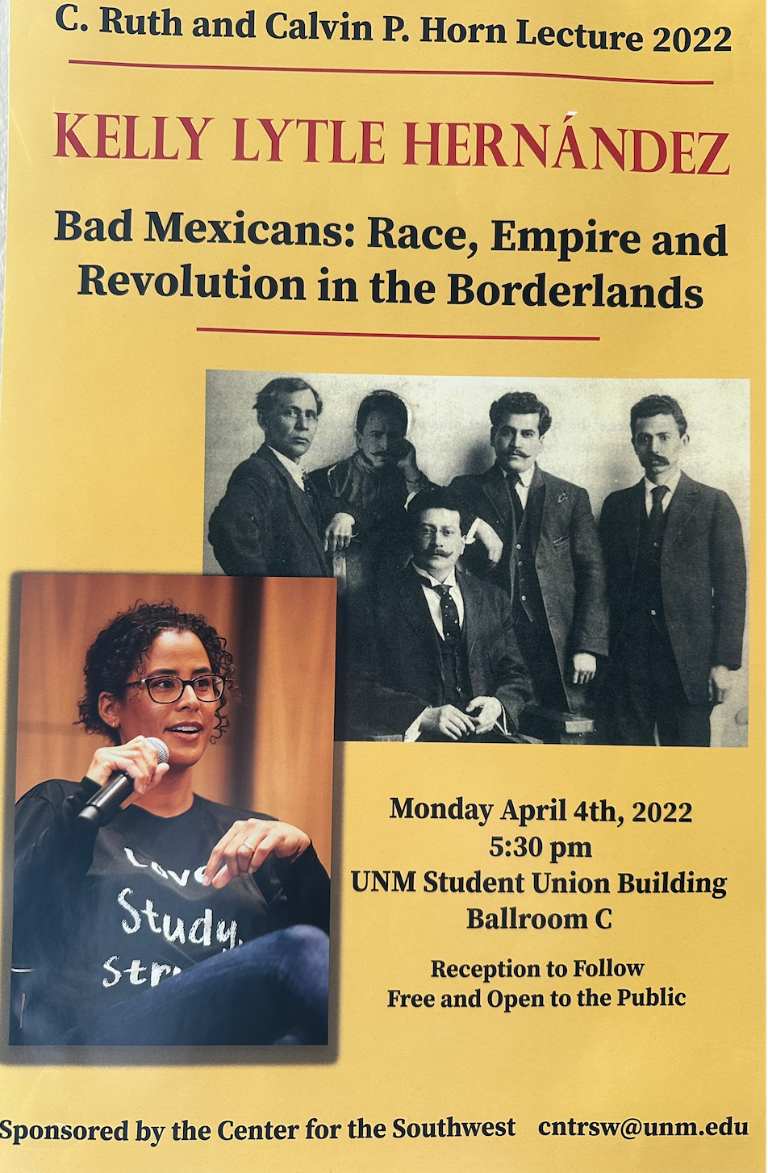 C. Ruth and Calvin P. Horn Lecture 2022
KELLY LYTLE HERNÁNDEZ
Bad Mexicans: Race, Empire and
Revolution in the Borderlands
Monday April 4th, 2022
5:30 pm
UNM Student Union Building
Ballroom C
Reception to Follow
Free and Open to the Public
Love
Study.
Str
Sponsored by the Center for the Southwest cntrsw@unm.edu